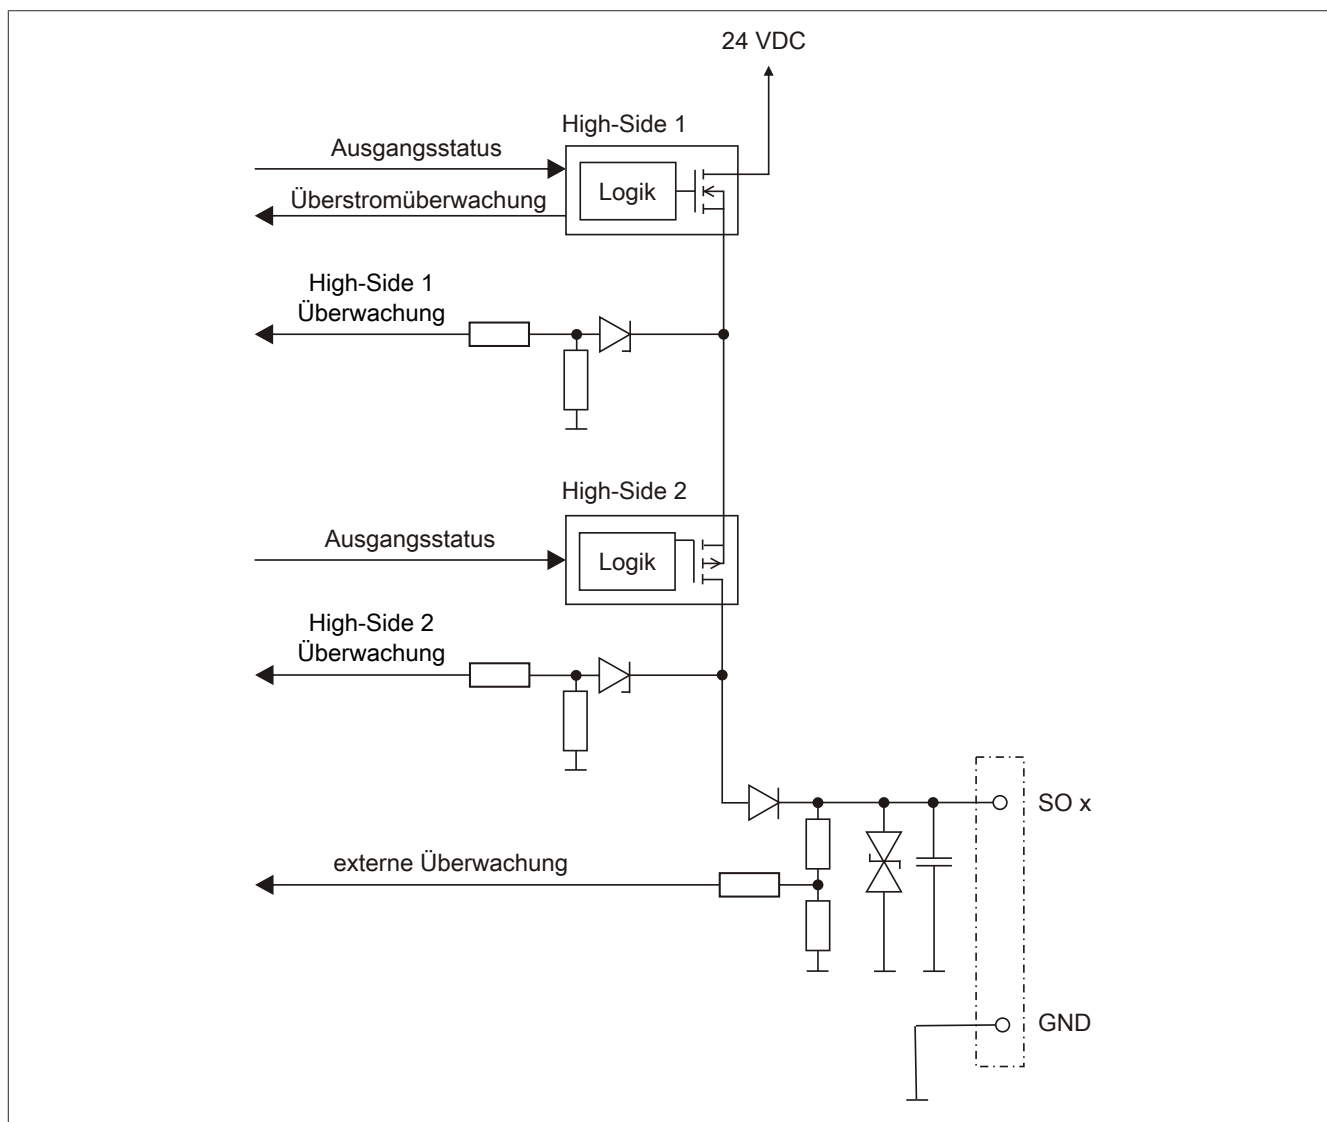 24 VDC
High-Side 1
Ausgangsstatus
Logik
Überstromüberwachung
High-Side 1
Überwachung
High-Side 2
Ausgangsstatus
Logik
High-Side 2
Überwachung
SO x
externe Überwachung
GND